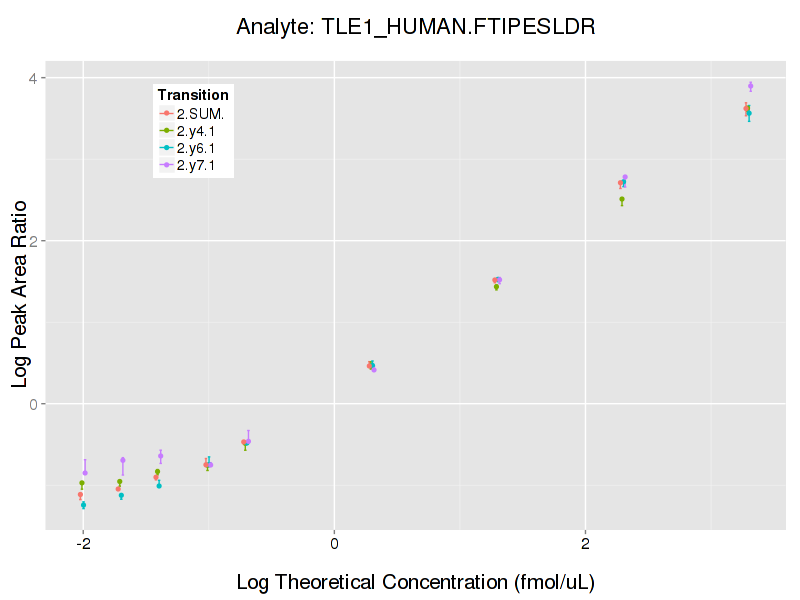 Analyte: TLE1_HUMAN.FTIPESLDR
Log Peak Area Ratio
4
2
0
Transition
2.SUM.
2.y4.1
2.y6.1
2.y7.1
-2
0
2
Log Theoretical Concentration (fmol/uL)